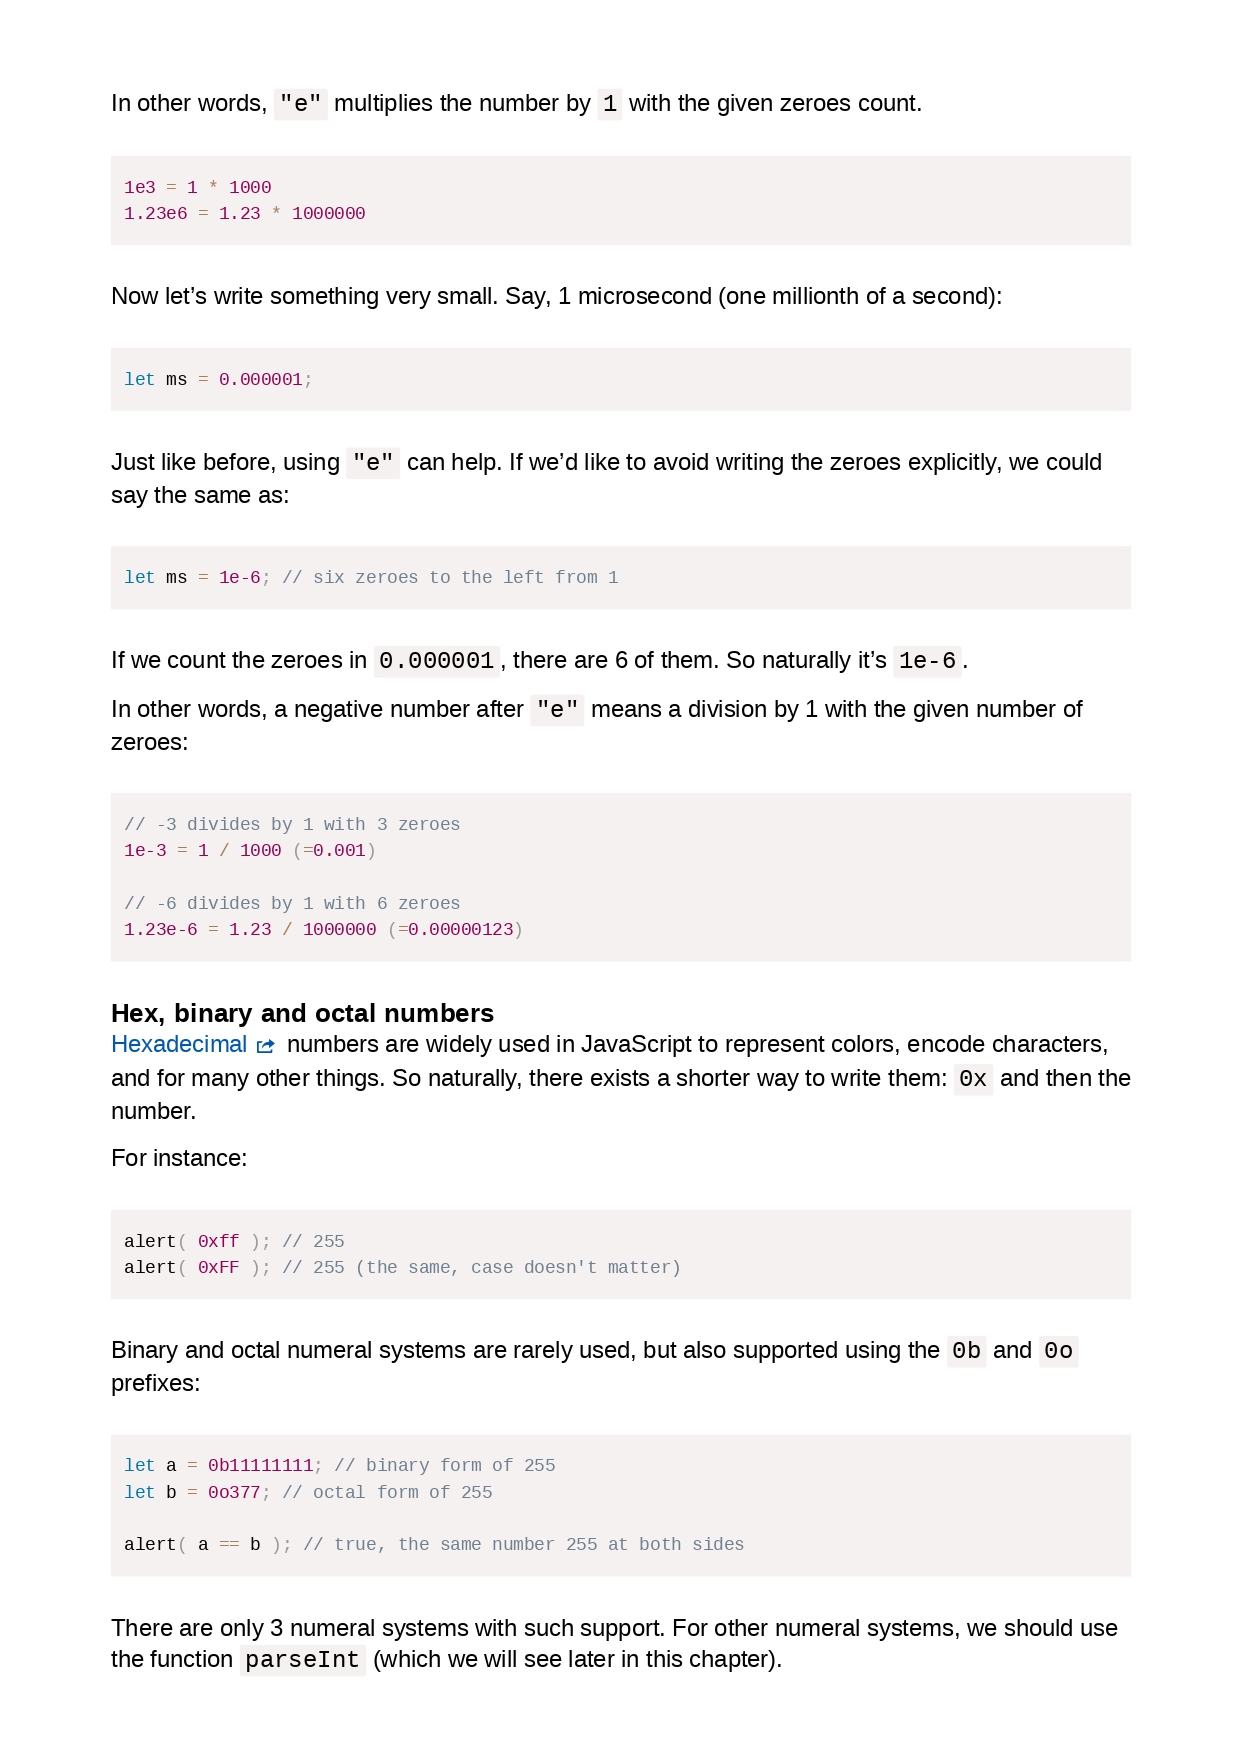 In other words, "e" multiplies the number by 1 with the given zeroes count.
1e3 = 1 * 1000
1.23e6 = 1.23 * 1000000
Now let’s write something very small. Say, 1 microsecond (one millionth of a second):
let ms = 0.000001;
Just like before, using "e" can help. If we’d like to avoid writing the zeroes explicitly, we could
say the same as:
let ms = 1e-6; // six zeroes to the left from 1
If we count the zeroes in 0.000001, there are 6 of them. So naturally it’s 1e-6.
In other words, a negative number after "e" means a division by 1 with the given number of
zeroes:
// -3 divides by 1 with 3 zeroes
1e-3 = 1 / 1000 (=0.001)
// -6 divides by 1 with 6 zeroes
1.23e-6 = 1.23 / 1000000 (=0.00000123)
Hex, binary and octal numbers
Hexadecimal numbers are widely used in JavaScript to represent colors, encode characters,
and for many other things. So naturally, there exists a shorter way to write them: 0x and then the
number.
For instance:
alert( 0xff ); // 255
alert( 0xFF ); // 255 (the same, case doesn't matter)
Binary and octal numeral systems are rarely used, but also supported using the 0b and 0o
prefixes:
let a = 0b11111111; // binary form of 255
let b = 0o377; // octal form of 255
alert( a == b ); // true, the same number 255 at both sides
There are only 3 numeral systems with such support. For other numeral systems, we should use
the function parseInt (which we will see later in this chapter).